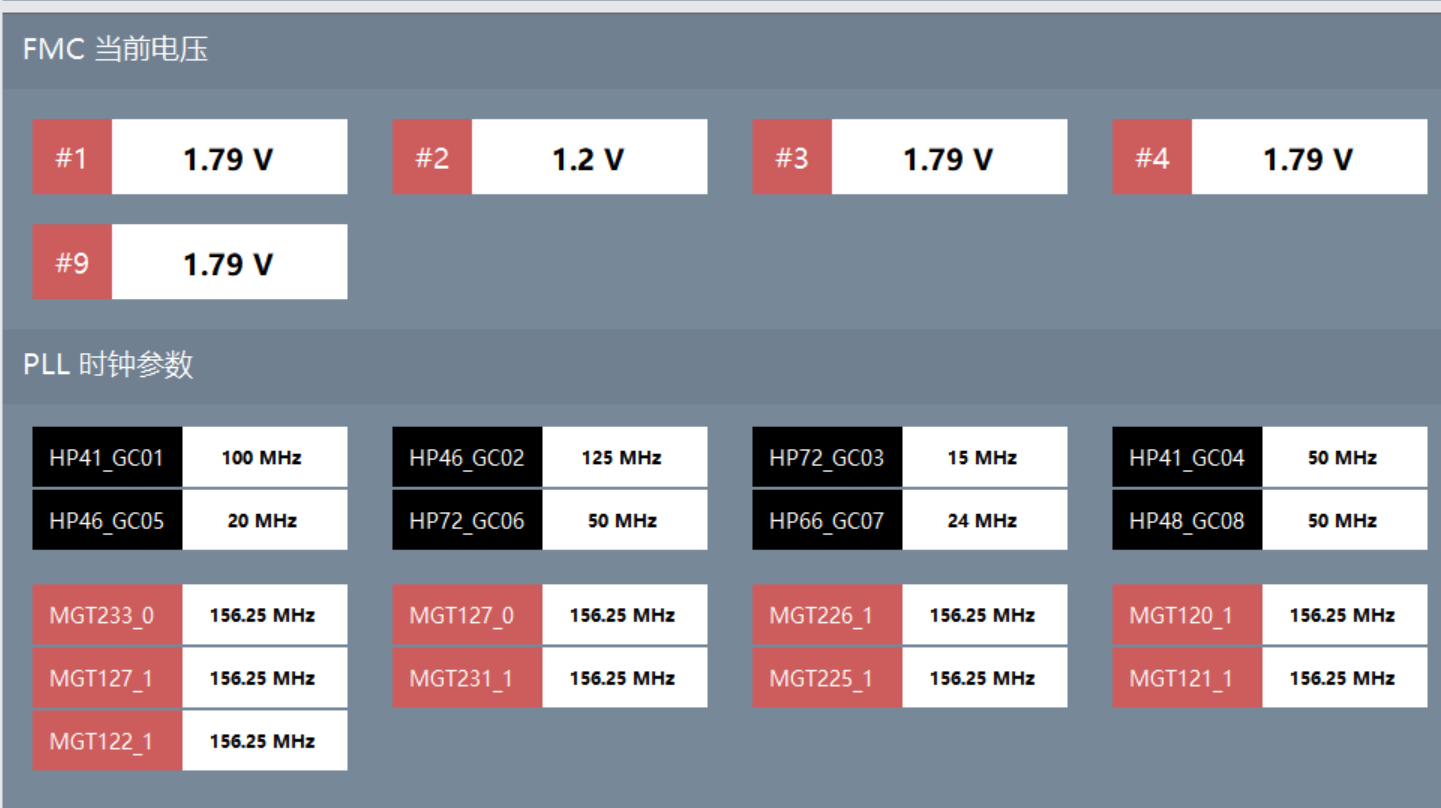 FMC 当前电压
#1 1.79 V #2 1.2 V #3 1.79 V #4 1.79 V
#9 1.79 V
PLL 时钟参数
HP41_GC01 100 MHz HP46_GC02 125 MHz HP72_GC03 15 MHz HP41_GC04 50 MHz
HP46_GC05 20 MHz HP72_GC06 50 MHz HP66_GC07 24 MHz HP48_GC08 50 MHz
MGT233_0 156.25 MHz MGT127_0 156.25 MHz MGT226_1 156.25 MHz MGT120_1 156.25 MHz
MGT127_1 156.25 MHz MGT231_1 156.25 MHz MGT225_1 156.25 MHz MGT121_1 156.25 MHz
MGT122_1 156.25 MHz